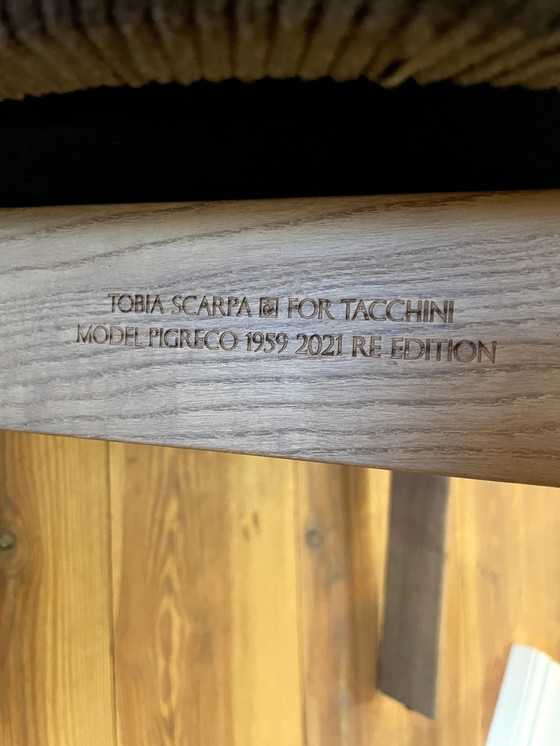 TOBIA SCARPA FOR TACCHINI
MODEL PIGRECO 1959 2021 RE EDITION